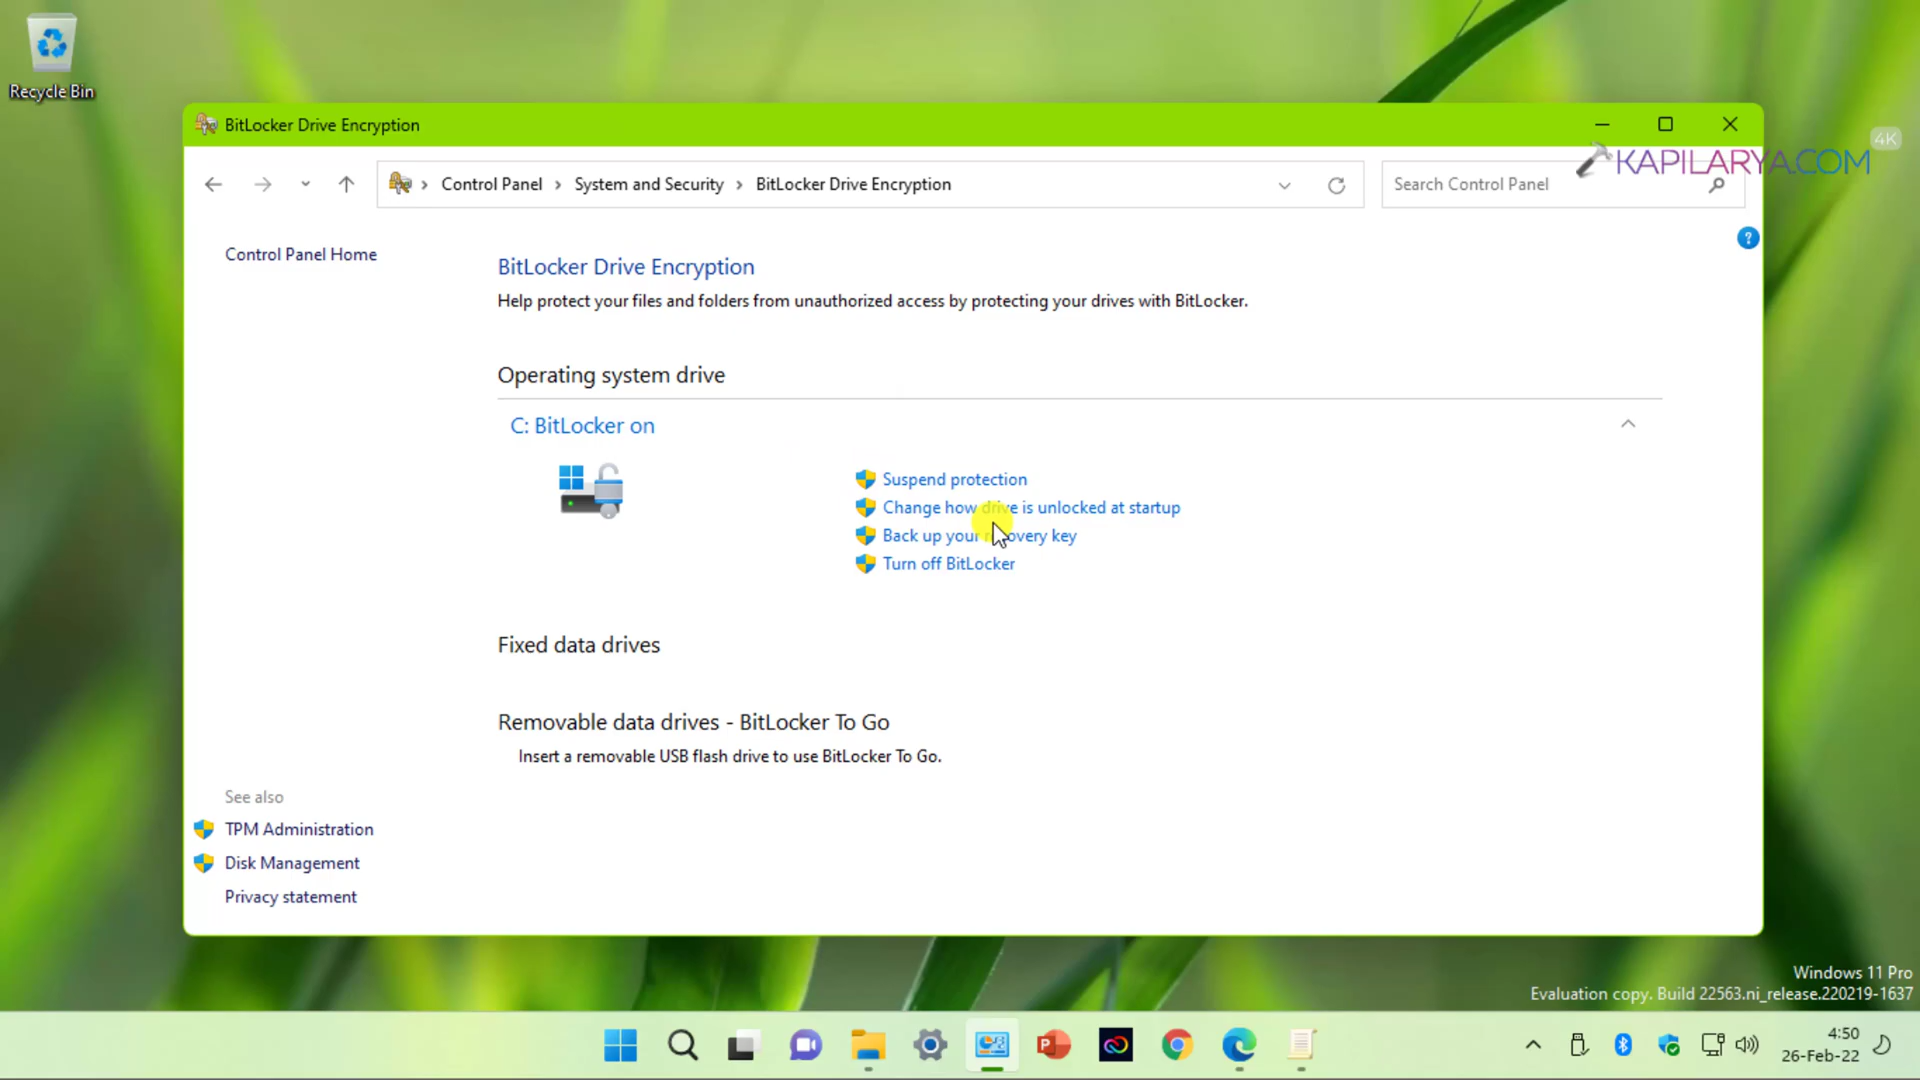 Recycle Bin
BitLocker Drive Encryption
4K
KAPILARYA.COM
Control Panel System and Security BitLocker Drive Encryption
Search Control Panel
?
Control Panel Home
BitLocker Drive Encryption
Help protect your files and folders from unauthorized access by protecting your drives with BitLocker.
Operating system drive
C: BitLocker on
Suspend protection
Change how drive is unlocked at startup
Back up your recovery key
Turn off BitLocker
Fixed data drives
Removable data drives - BitLocker To Go
Insert a removable USB flash drive to use BitLocker To Go.
See also
TPM Administration
Disk Management
Privacy statement
Windows 11 Pro
Evaluation copy. Build 22563.ni_release.220219-1637
P
4:50
26-Feb-22